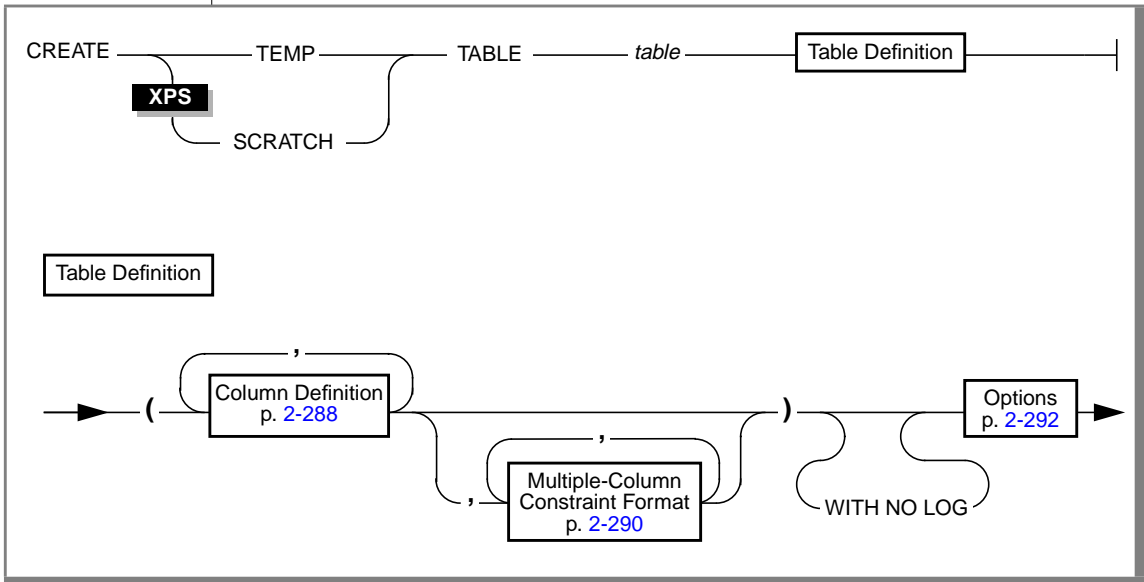 CREATE TEMP TABLE table Table Definition
XPS
SCRATCH
Table Definition
,
( Column Definition
p. 2-288
) Options
p. 2-292
,
, Multiple-Column
Constraint Format
p. 2-290
WITH NO LOG